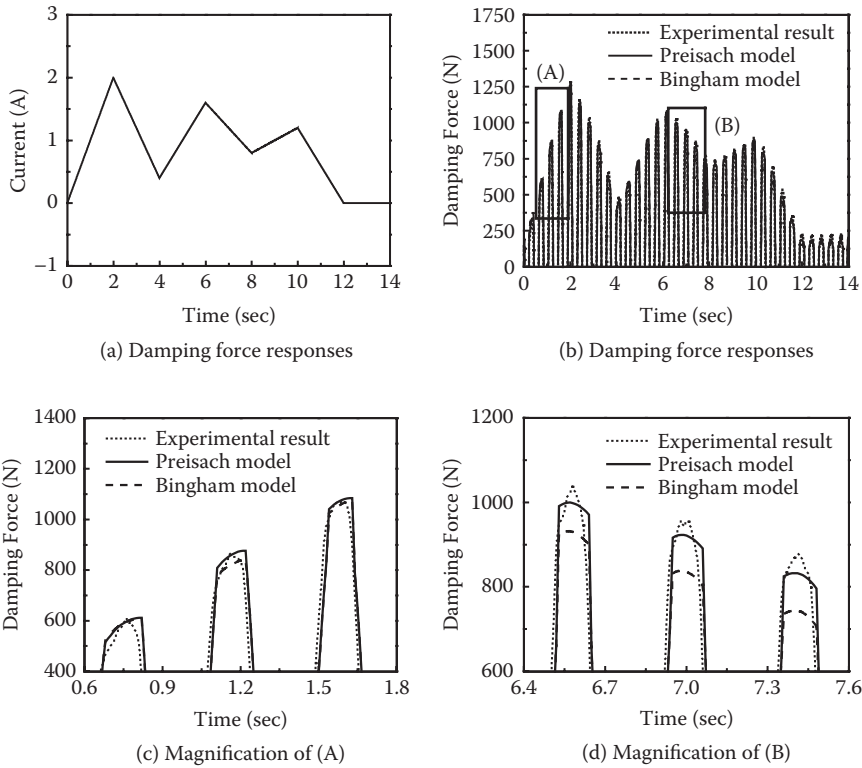 3
2
1
0
−1
Current (A)
0 2 4 6 8 10 12 14
Time (sec)
(a) Damping force responses
1750
1500
1250
1000
750
500
250
0
Damping Force (N)
Experimental result
Preisach model
Bingham model
(A)
(B)
0 2 4 6 8 10 12 14
Time (sec)
(b) Damping force responses
1400
1200
1000
800
600
400
Damping Force (N)
Experimental result
Preisach model
Bingham model
0.6 0.9 1.2 1.5 1.8
Time (sec)
(c) Magnification of (A)
1200
1000
800
600
Damping Force (N)
Experimental result
Preisach model
Bingham model
6.4 6.7 7.0 7.3 7.6
Time (sec)
(d) Magnification of (B)